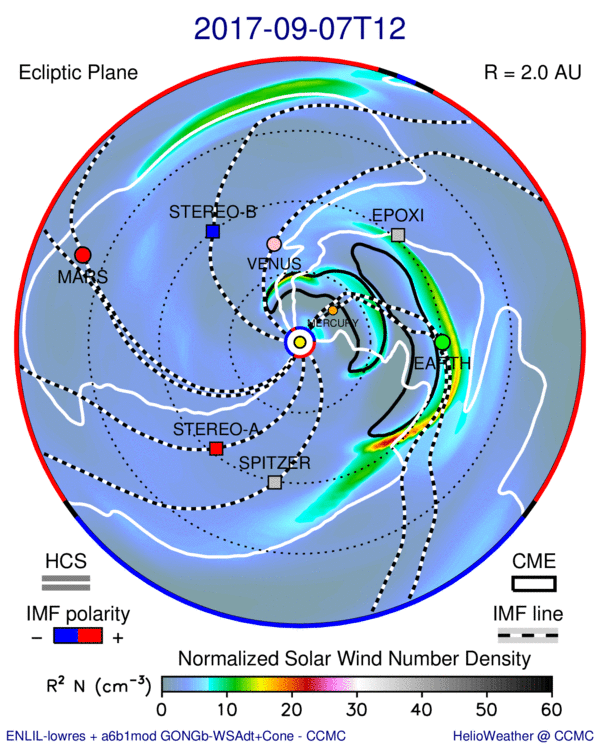 2017-09-07T12
Ecliptic Plane
R = 2.0 AU
STEREO-B
EPOXI
VENUS
MARS
MERCURY
EARTH
STEREO-A
SPITZER
HCS
CME
IMF polarity
IMF line
− +
Normalized Solar Wind Number Density
R² N (cm⁻³)
0 10 20 30 40 50 60
ENLIL-lowres + a6b1mod GONGb-WSAdt+Cone - CCMC
HelioWeather @ CCMC